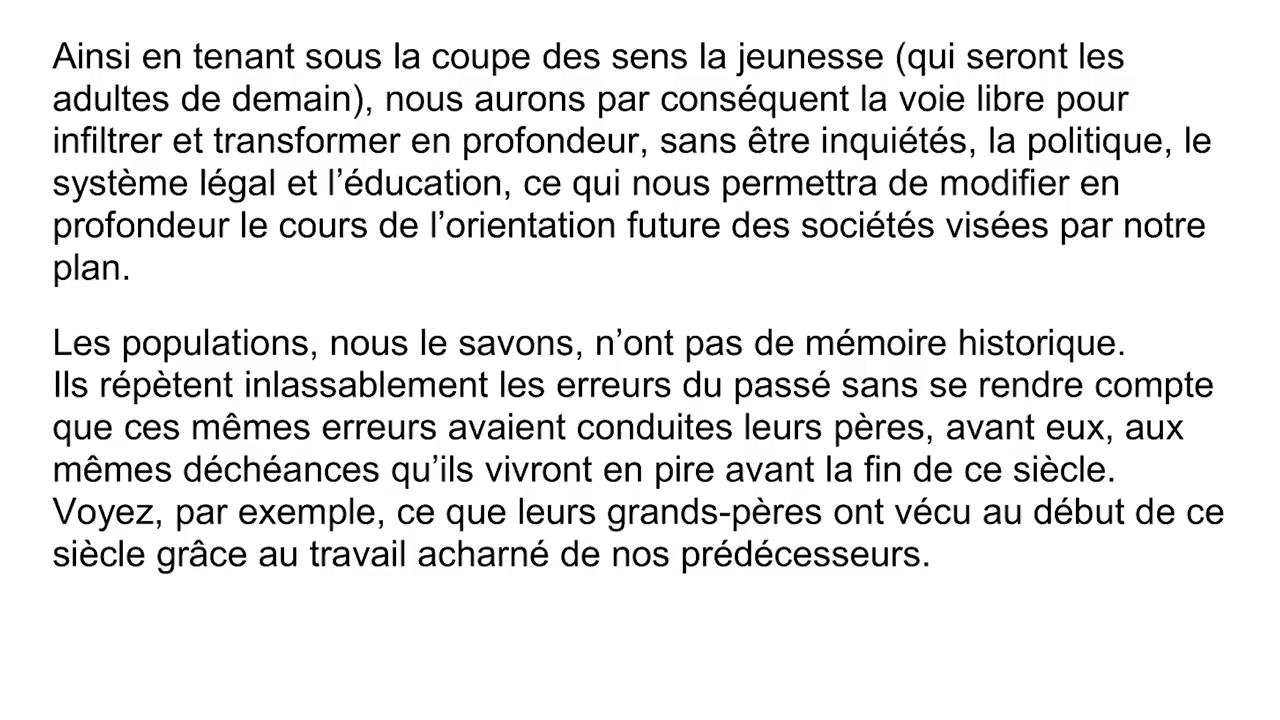 Ainsi en tenant sous la coupe des sens la jeunesse (qui seront les
adultes de demain), nous aurons par conséquent la voie libre pour
infiltrer et transformer en profondeur, sans être inquiétés, la politique, le
système légal et l’éducation, ce qui nous permettra de modifier en
profondeur le cours de l’orientation future des sociétés visées par notre
plan.
Les populations, nous le savons, n’ont pas de mémoire historique.
Ils répètent inlassablement les erreurs du passé sans se rendre compte
que ces mêmes erreurs avaient conduites leurs pères, avant eux, aux
mêmes déchéances qu’ils vivront en pire avant la fin de ce siècle.
Voyez, par exemple, ce que leurs grands-pères ont vécu au début de ce
siècle grâce au travail acharné de nos prédécesseurs.